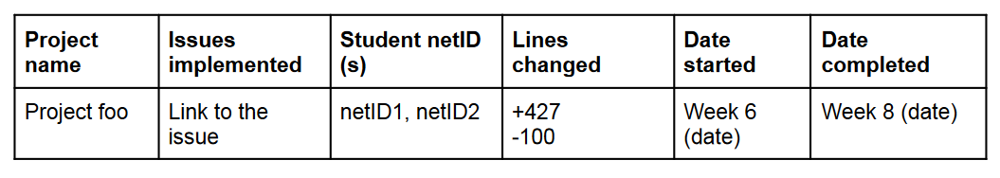 Project name
Issues implemented
Student netID (s)
Lines changed
Date started
Date completed
Project foo
Link to the issue
netID1, netID2
+427
-100
Week 6 (date)
Week 8 (date)